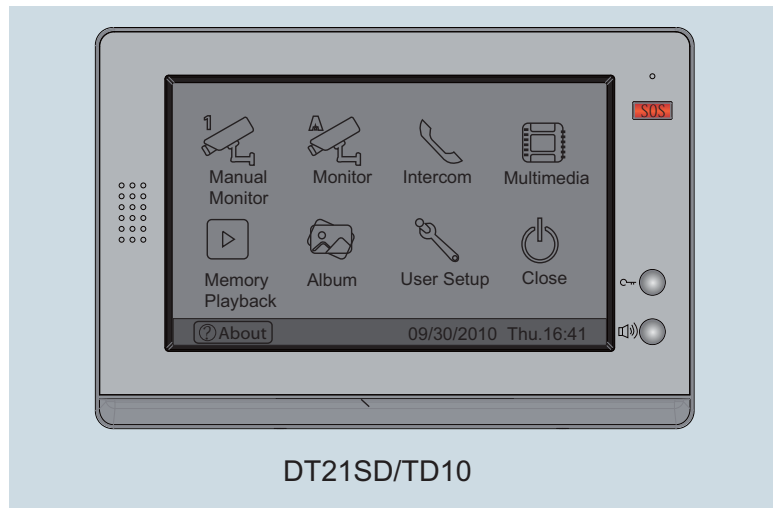 SOS
1
A
Manual
Monitor
Monitor
Intercom
Multimedia
Memory
Playback
Album
User Setup
Close
?About
09/30/2010 Thu.16:41
DT21SD/TD10